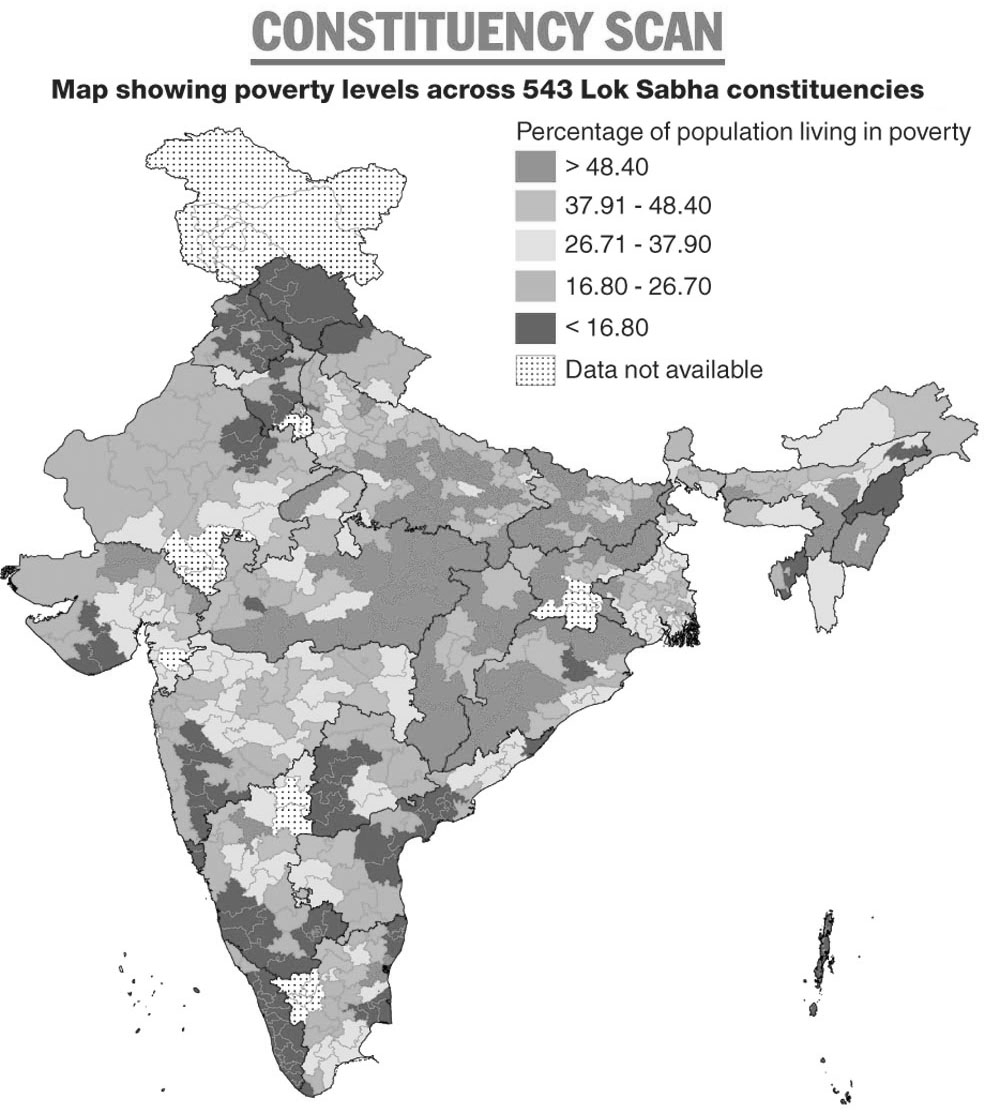 CONSTITUENCY SCAN
Map showing poverty levels across 543 Lok Sabha constituencies
Percentage of population living in poverty
> 48.40
37.91 - 48.40
26.71 - 37.90
16.80 - 26.70
< 16.80
Data not available